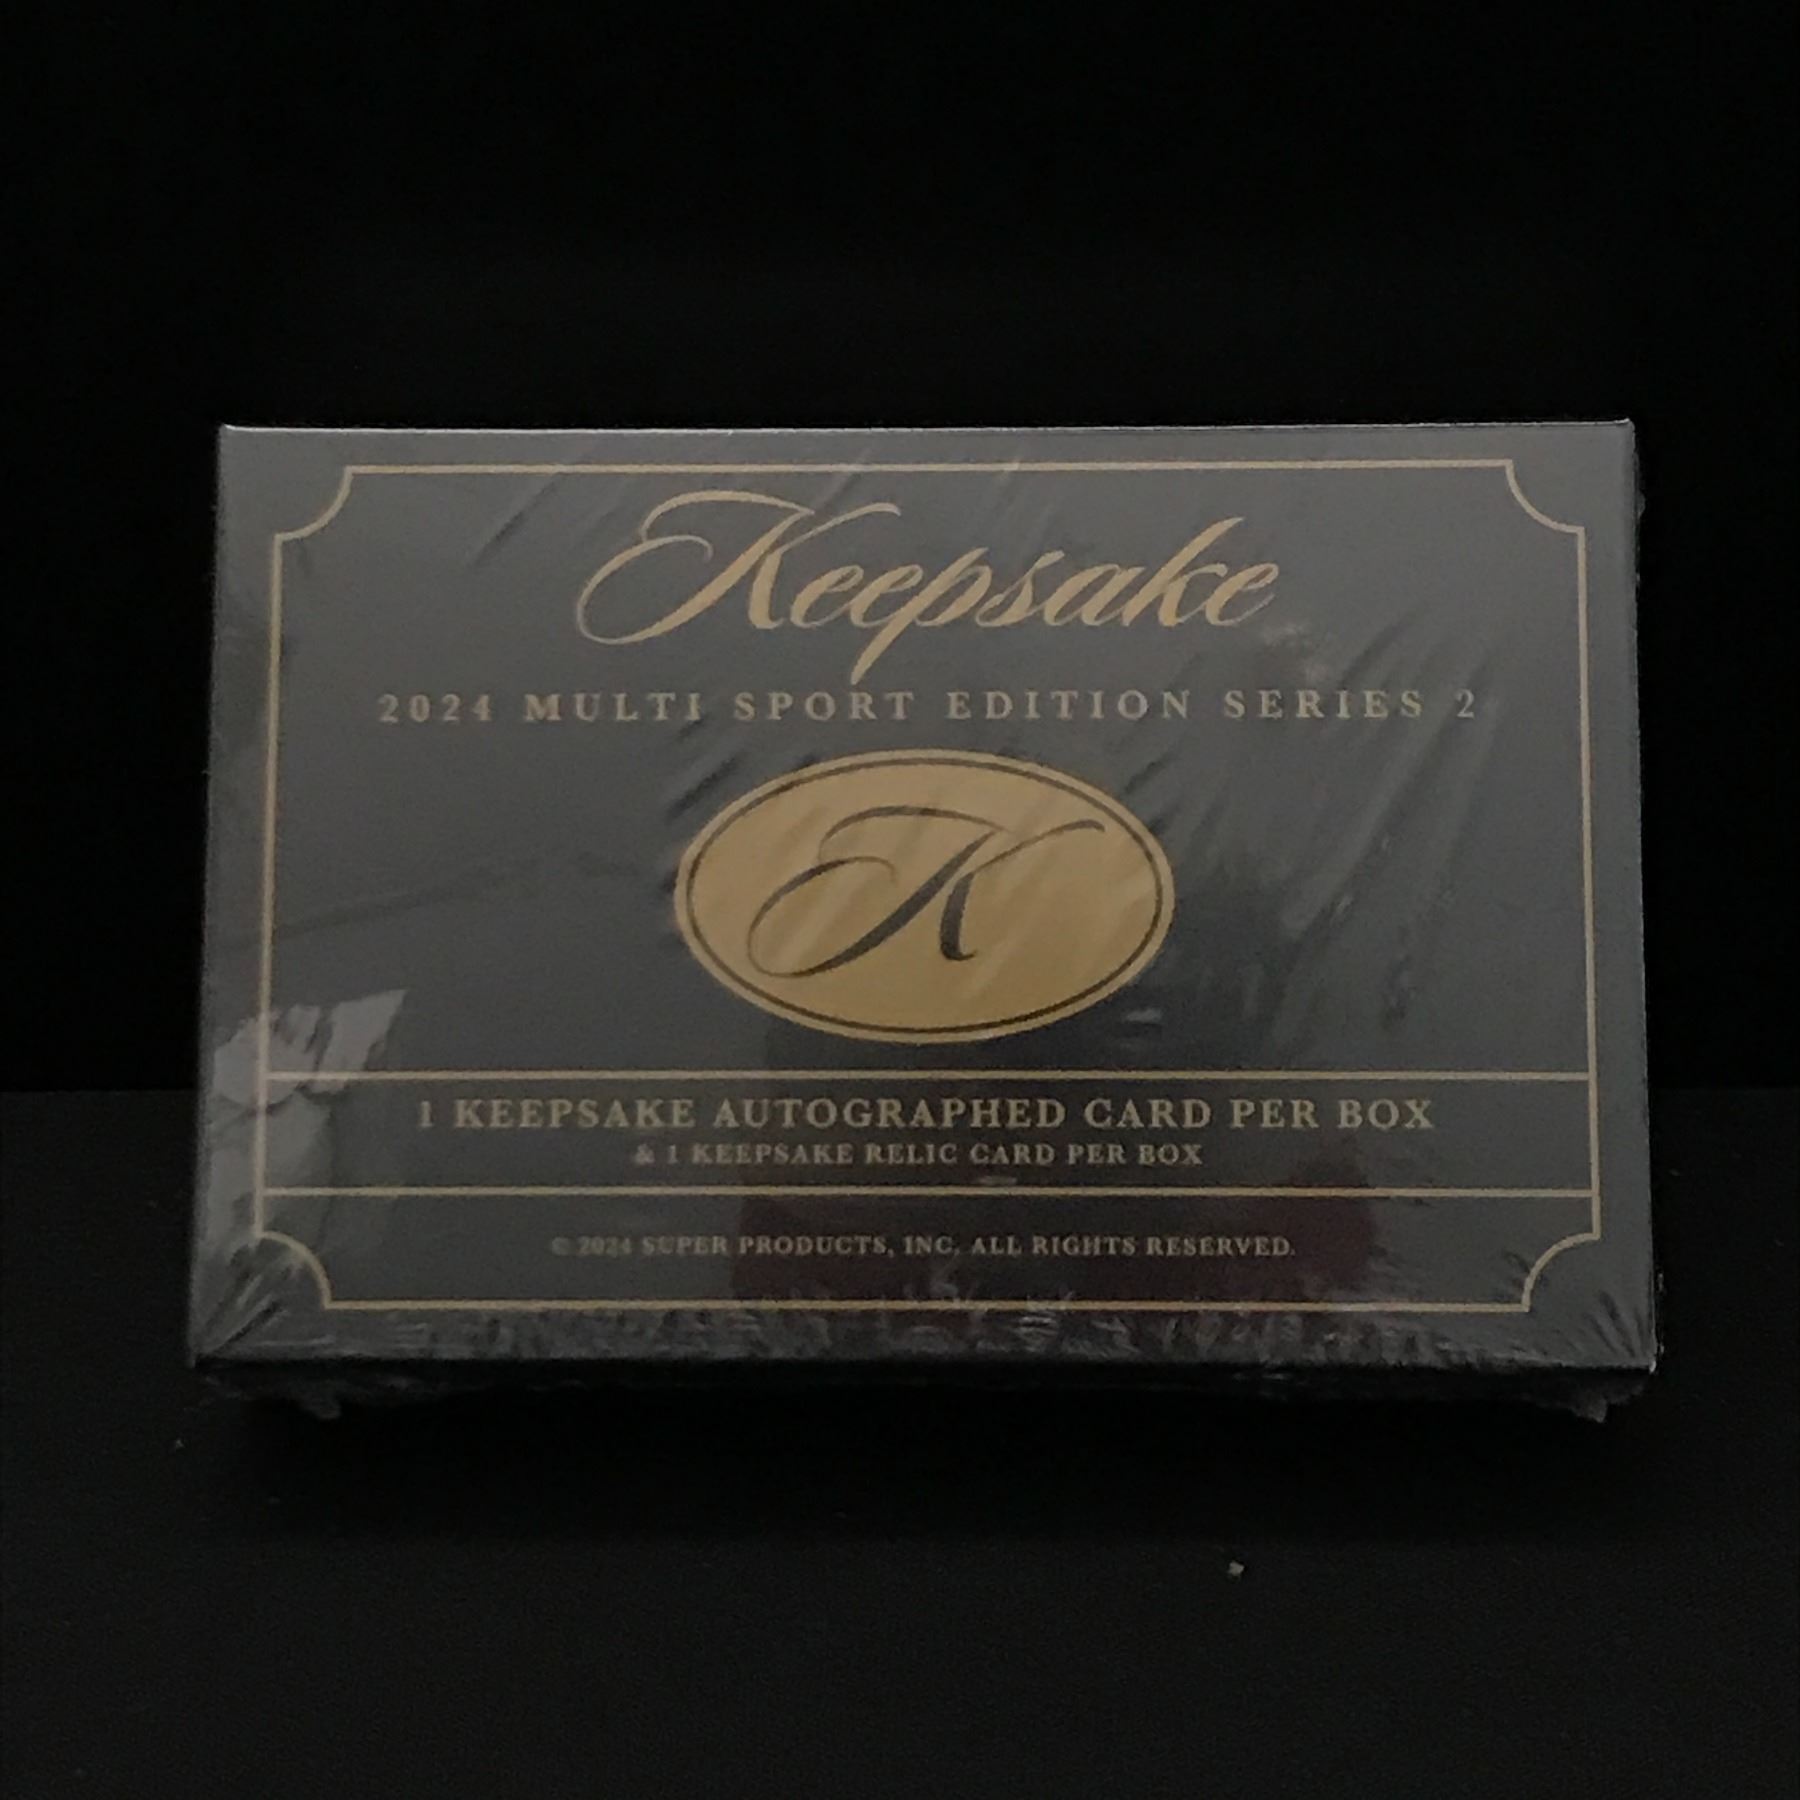 Keepsake
2024 MULTI SPORT EDITION SERIES 2
K
1 KEEPSAKE AUTOGRAPHED CARD PER BOX
& 1 KEEPSAKE RELIC CARD PER BOX
© 2024 SUPER PRODUCTS, INC. ALL RIGHTS RESERVED.